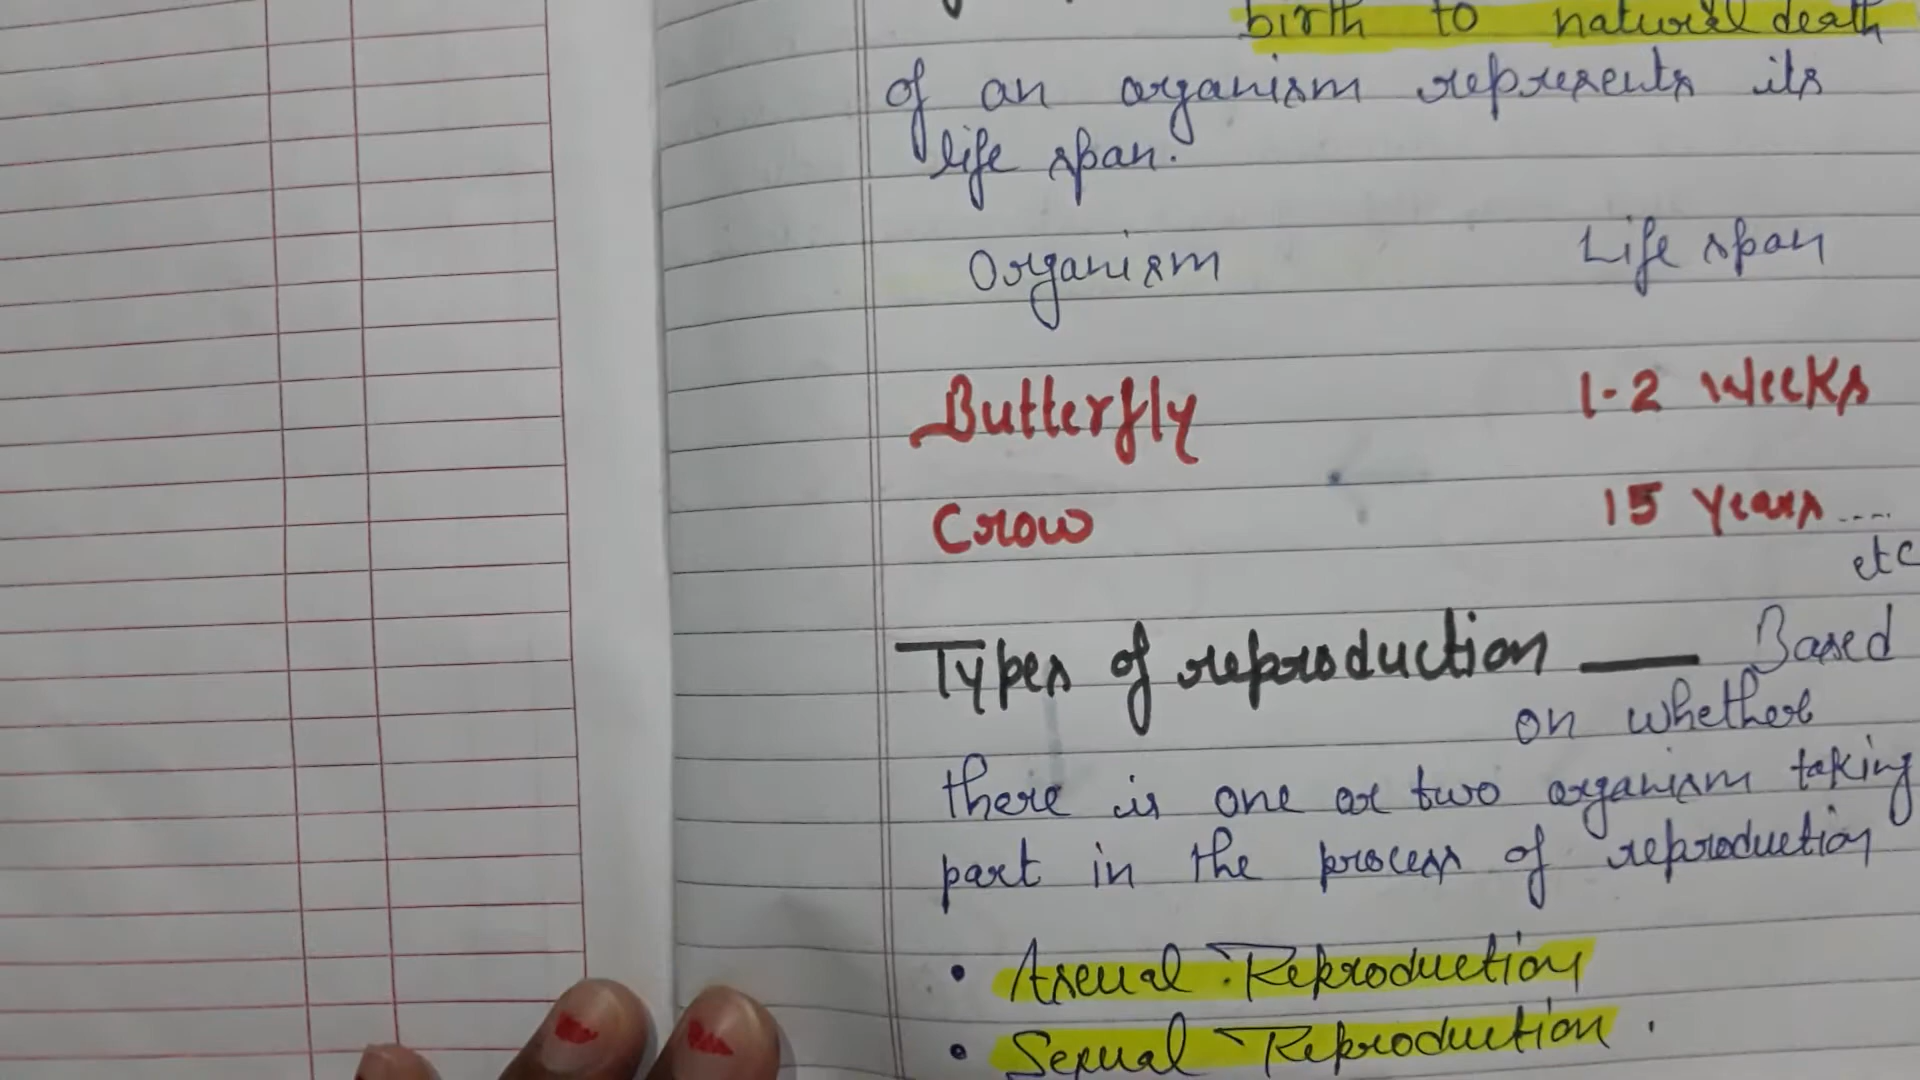 birth to natural death
of an organism represents its
life span.
Organism Life span
Butterfly 1-2 Weeks
Crow 15 Years ....
etc
Types of reproduction — Based
on whether
there is one or two organism taking
part in the process of reproduction
• Asexual Reproduction
• Sexual Reproduction.